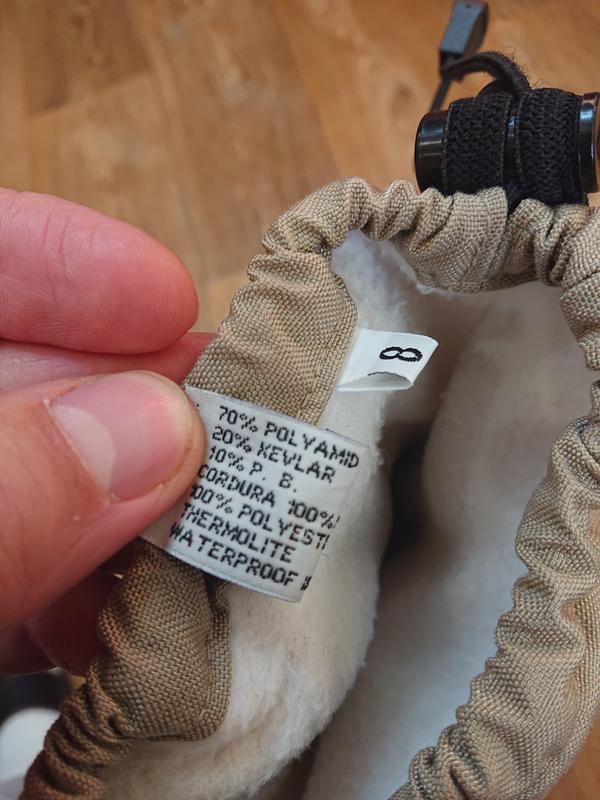 8
70% POLYAMID
20% KEVLAR
10% P. B.
CORDURA 100%
100% POLYEST
THERMOLITE
WATERPROOF